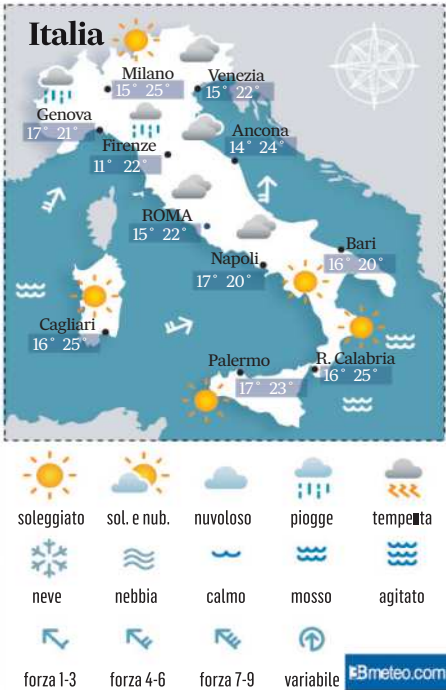 Italia
Milano
15° 25°
Venezia
15° 22°
Genova
17° 21°
Firenze
11° 22°
Ancona
14° 24°
ROMA
15° 22°
Napoli
17° 20°
Bari
16° 20°
Cagliari
16° 25°
Palermo
17° 23°
R. Calabria
16° 25°
soleggiato sol. e nub. nuvoloso piogge tempesta
neve nebbia calmo mosso agitato
forza 1-3 forza 4-6 forza 7-9 variabile
3Bmeteo.com